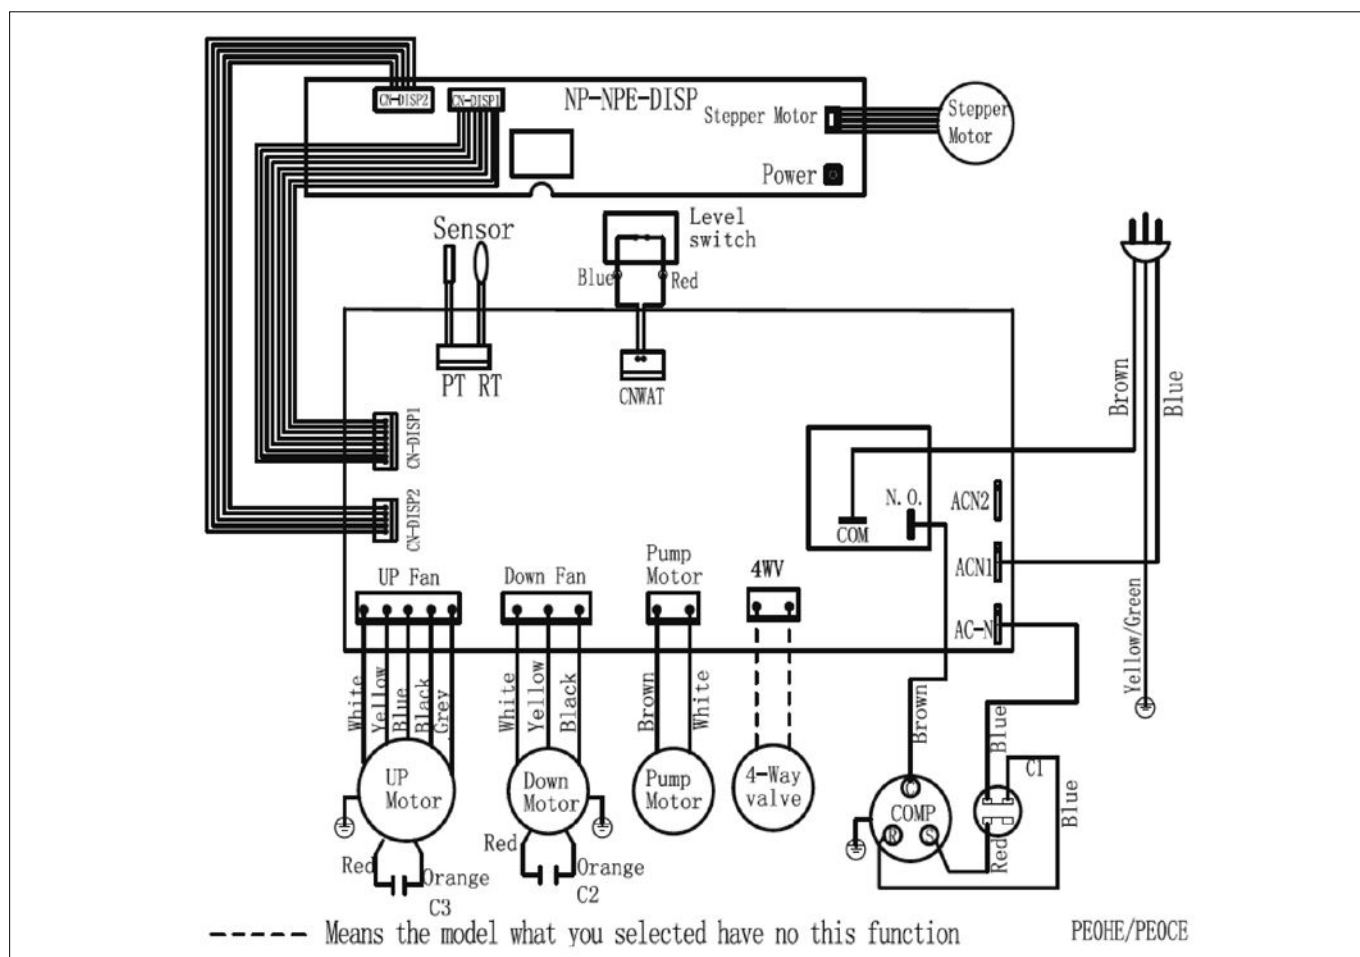 CN-DISP2
CN-DISP1
NP-NPE-DISP
Stepper Motor
Stepper
Motor
Power
Sensor
Level
switch
Blue
Red
PT RT
CNWAT
Brown
Blue
CN-DISP1
CN-DISP2
N.O.
COM
ACN2
ACN1
AC-N
UP Fan
Down Fan
Pump
Motor
4WV
Yellow/Green
White
Yellow
Blue
Black
Grey
White
Yellow
Black
Brown
White
Brown
Blue
C1
Blue
UP
Motor
Down
Motor
Pump
Motor
4-Way
valve
C
COMP
R
S
Red
Red
Orange
C3
Red
Orange
C2
Means the model what you selected have no this function
PEOHE/PEOCE